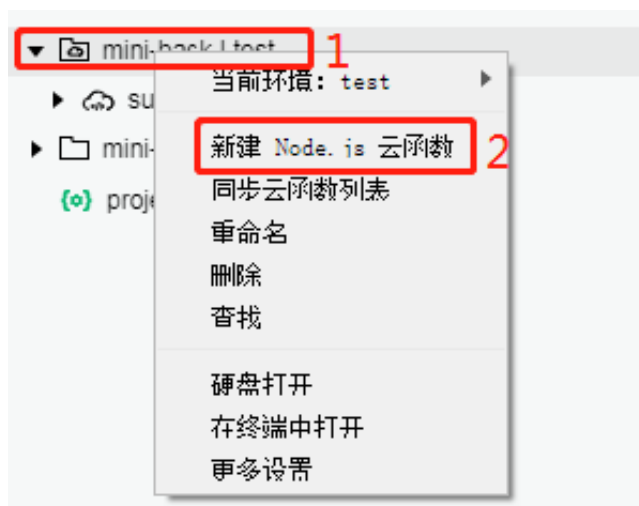 mini-back | test
1
当前环境: test
su
mini-
新建 Node.js 云函数
2
proje
同步云函数列表
重命名
删除
查找
硬盘打开
在终端中打开
更多设置